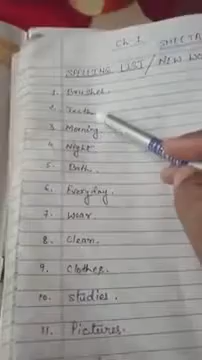 Ch 1
SPELLING LIST / NEW
1. Brushes.
2. Teeth
3. Morning
4. Night
5. Bath.
6. Everyday.
7. Wear.
8. Clean.
9. Clothes.
10. Studies.
11. Pictures.